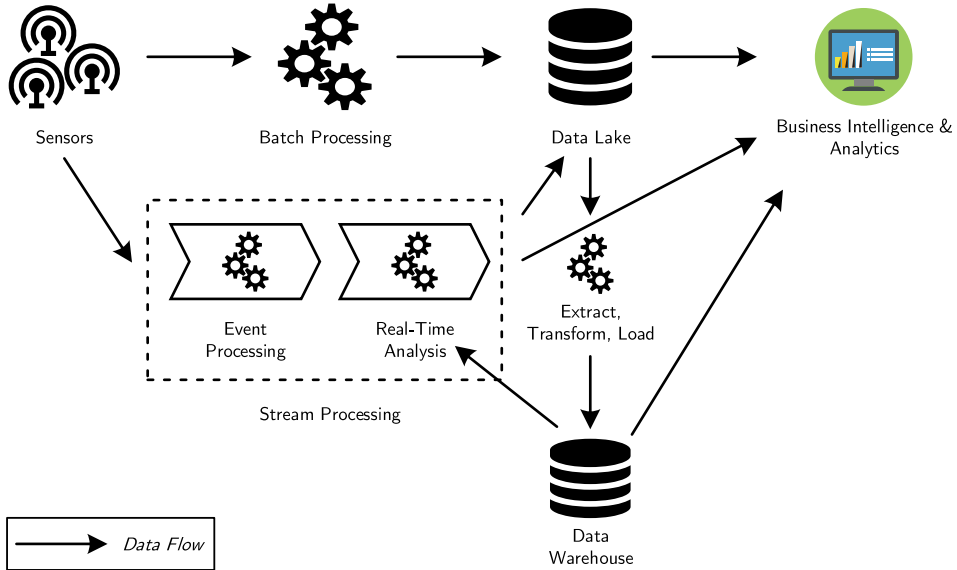 Sensors
Batch Processing
Data Lake
Business Intelligence &
Analytics
Event
Processing
Real-Time
Analysis
Extract,
Transform, Load
Stream Processing
Data
Warehouse
Data Flow